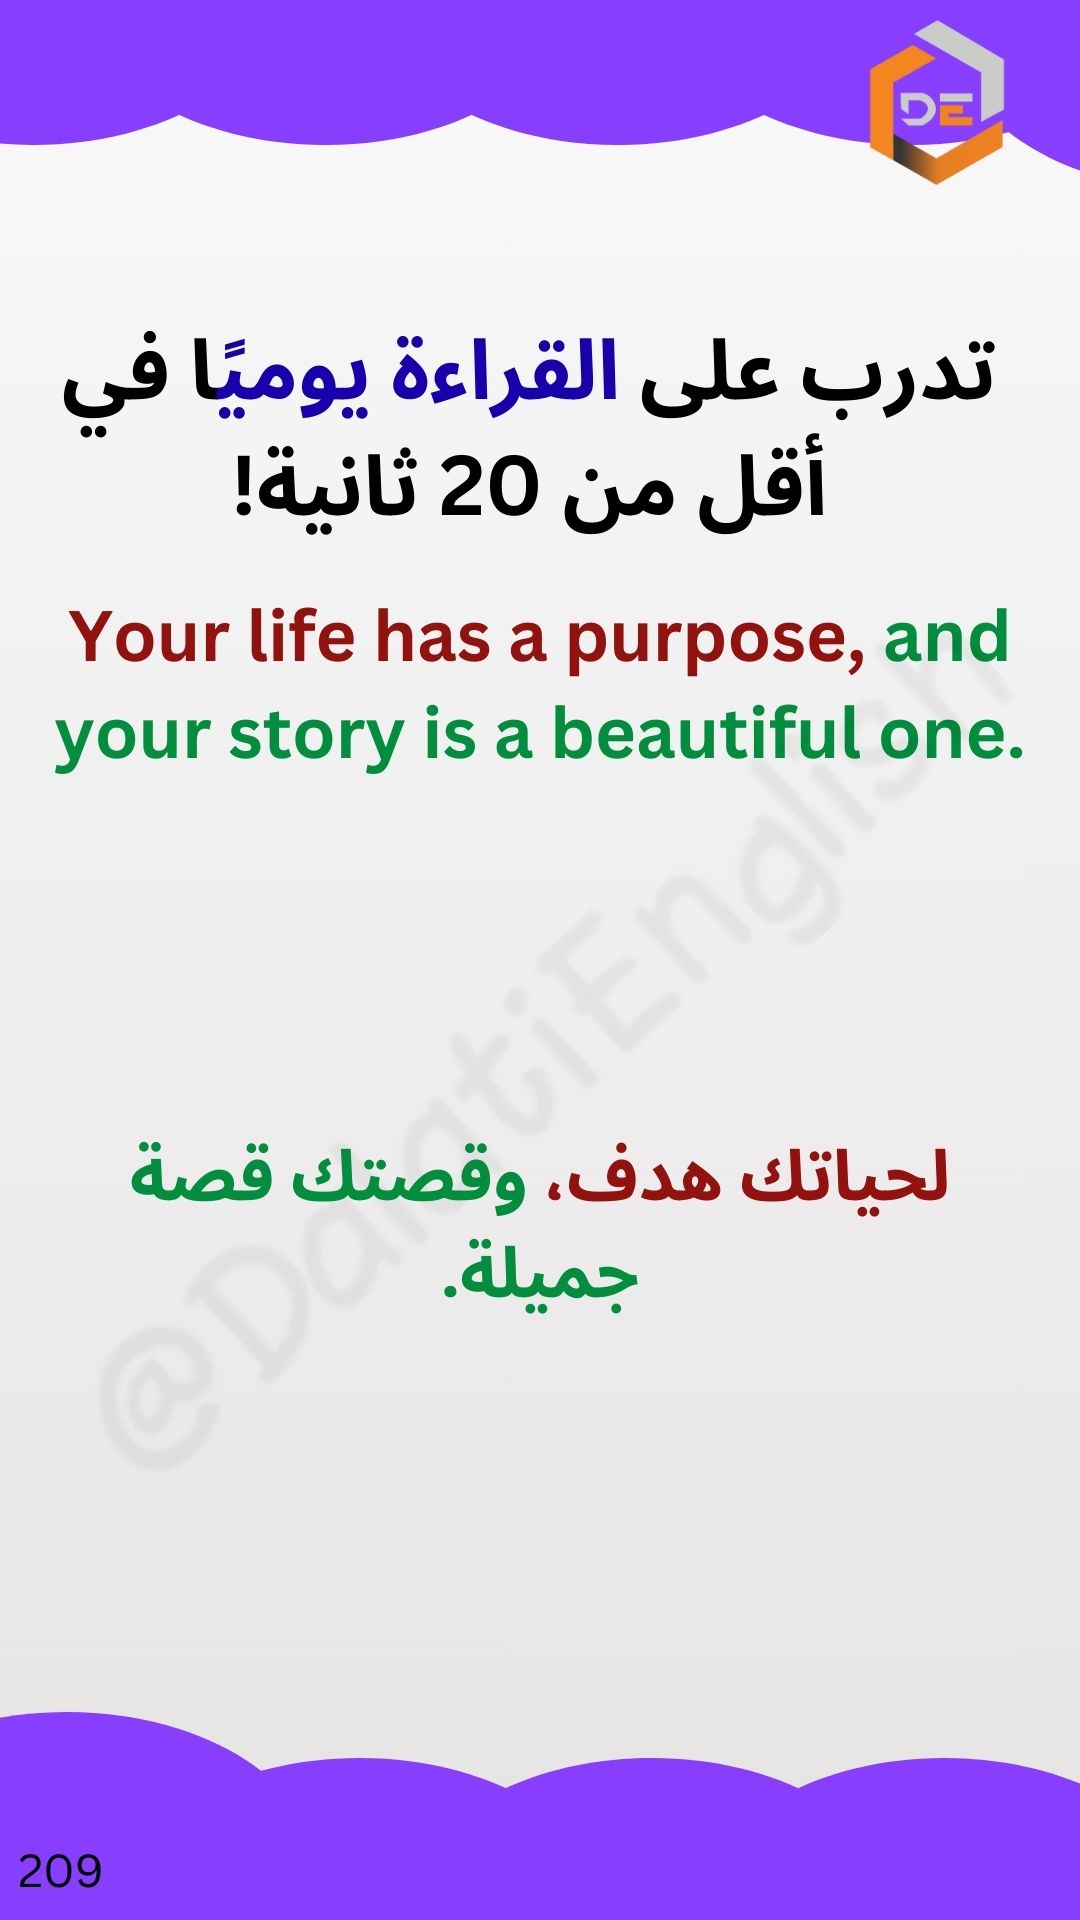 DE
تدرب على القراءة يوميًا في
أقل من 20 ثانية!
Your life has a purpose, and
your story is a beautiful one.
@DalatiEnglish
لحياتك هدف، وقصتك قصة
جميلة.
209